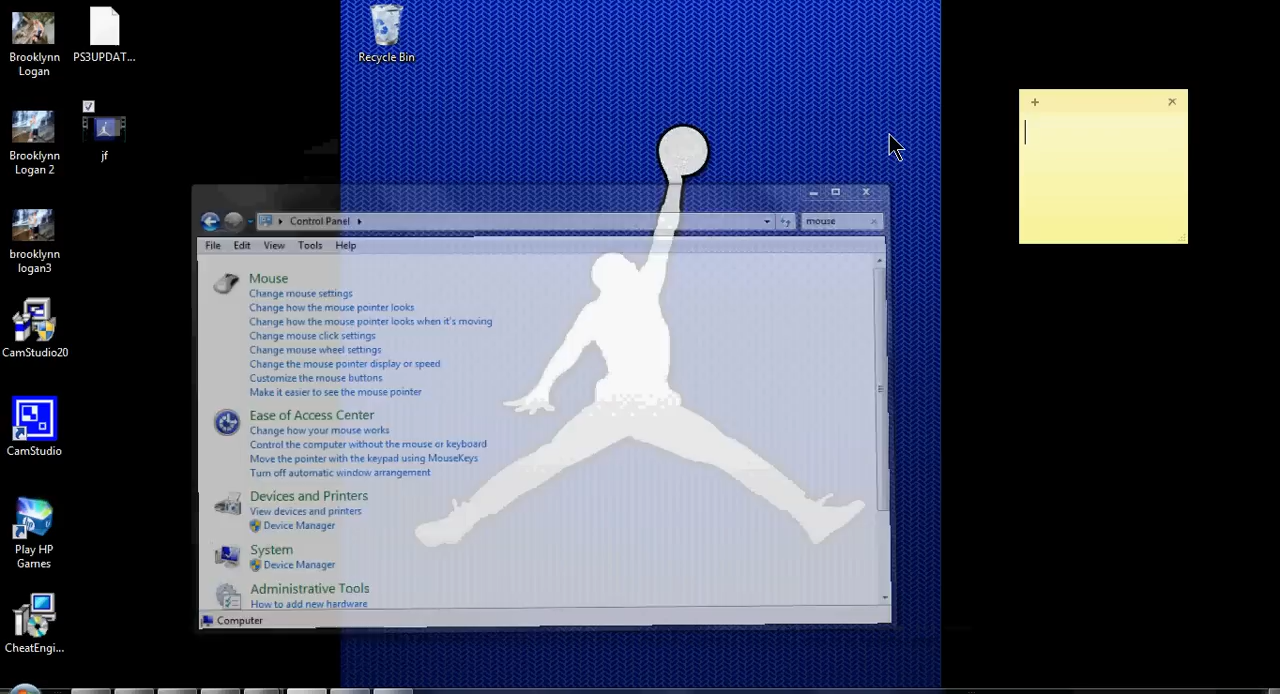 Brooklynn
Logan
PS3UPDAT...
Recycle Bin
Brooklynn
Logan 2
jf
brooklynn
logan3
CamStudio20
CamStudio
Play HP
Games
CheatEngi...
Control Panel
mouse
File Edit View Tools Help
Mouse
Change mouse settings
Change how the mouse pointer looks
Change how the mouse pointer looks when it's moving
Change mouse click settings
Change mouse wheel settings
Change the mouse pointer display or speed
Customize the mouse buttons
Make it easier to see the mouse pointer
Ease of Access Center
Change how your mouse works
Control the computer without the mouse or keyboard
Move the pointer with the keypad using MouseKeys
Turn off automatic window arrangement
Devices and Printers
View devices and printers
Device Manager
System
Device Manager
Administrative Tools
How to add new hardware
Computer